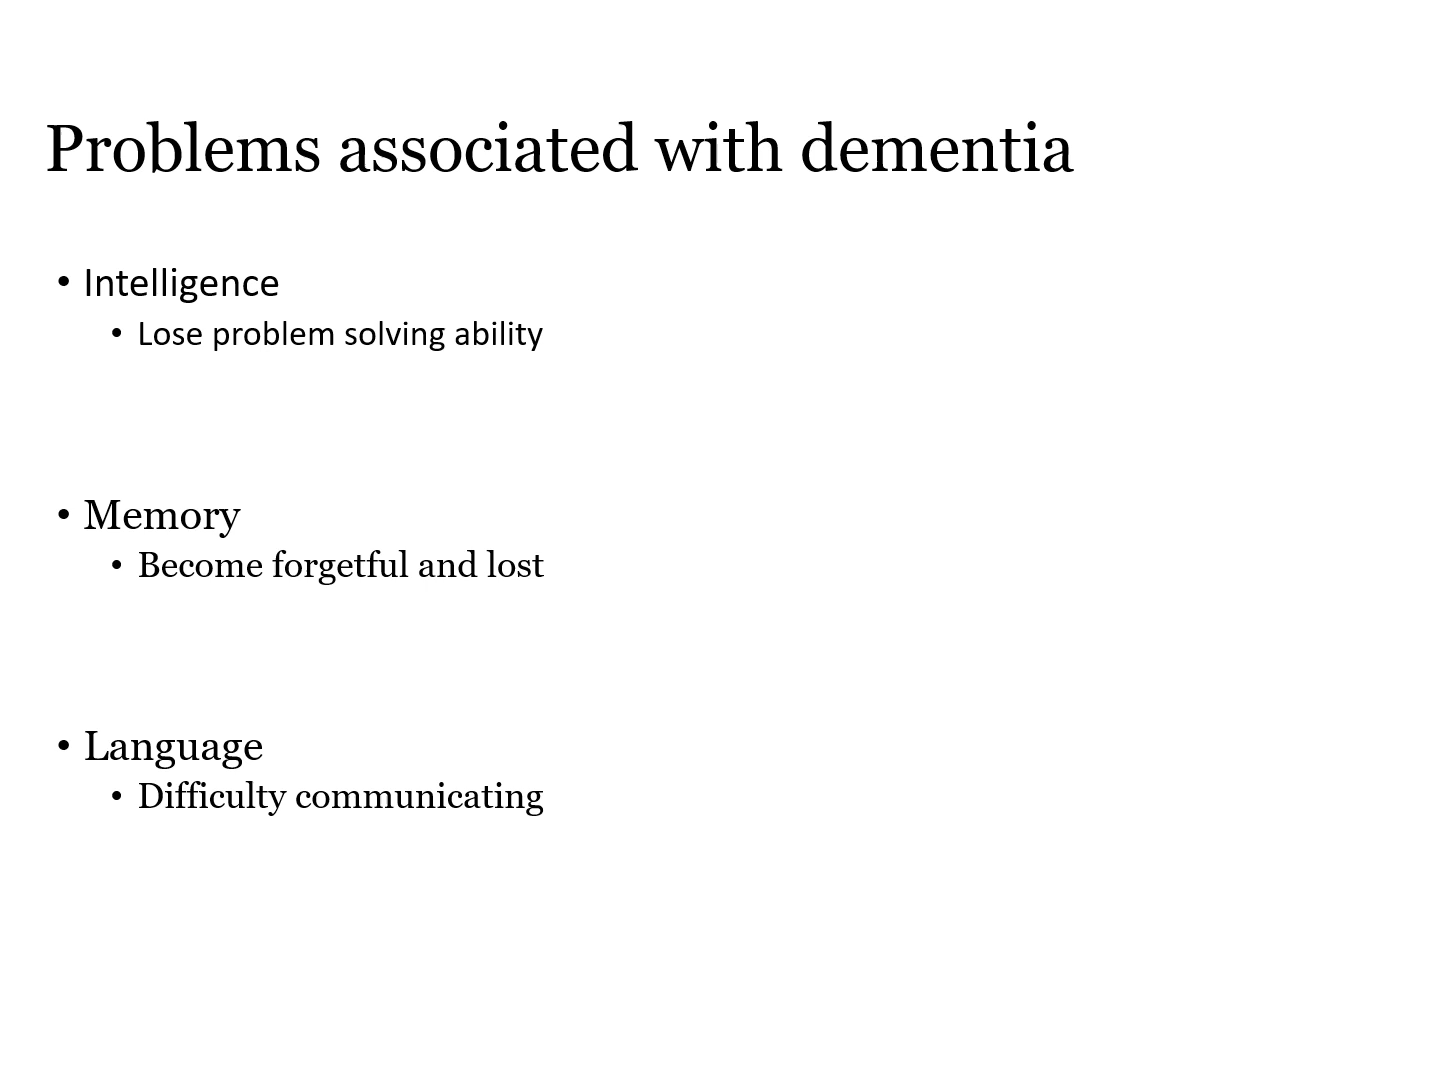 Problems associated with dementia
• Intelligence
• Lose problem solving ability
• Memory
• Become forgetful and lost
• Language
• Difficulty communicating